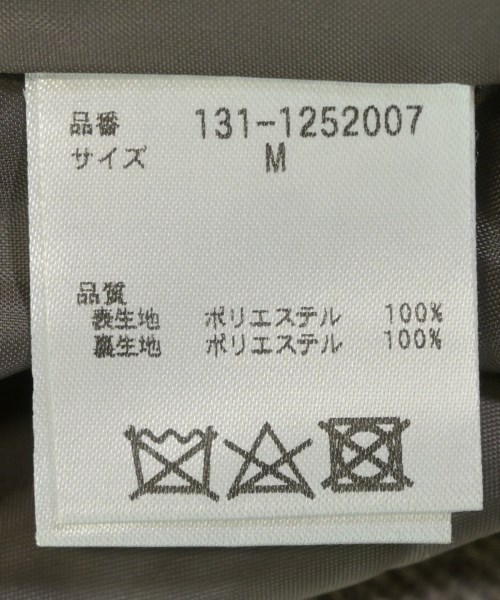 品番 131-1252007
サイズ M
品質
表生地 ポリエステル 100%
裏生地 ポリエステル 100%